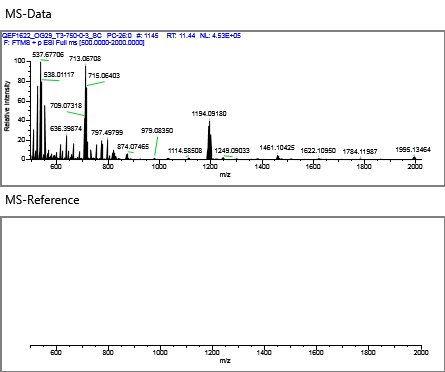 MS-Data
QEF1622_OG29_T3-750-0-3_BC PC-26:0 #: 1145 RT: 11.44 NL: 4.53E+05
F: FTMS + p ESI Full ms [500.0000-2000.0000]
537.67706 713.06708
100
538.01117 715.06403
80
60
709.07318 1194.09180
40
636.39874 797.49799 979.08350
20
874.07465 1114.58508 1249.09033 1461.10425 1622.10950 1784.11987 1995.13464
0
600 800 1000 1200 1400 1600 1800 2000
m/z
Relative Intensity
MS-Reference
600 800 1000 1200 1400 1600 1800 2000
m/z